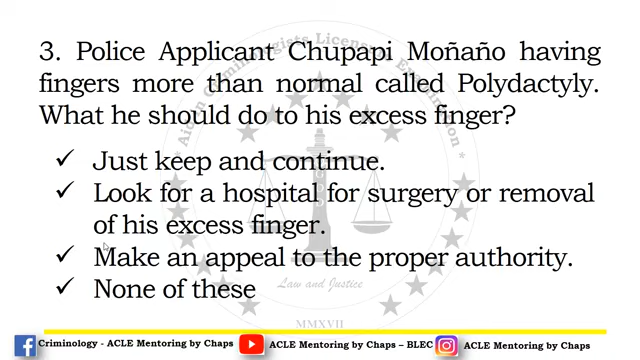 3. Police Applicant Chupapi Moñaño having
fingers more than normal called Polydactyly.
What he should do to his excess finger?
✓ Just keep and continue.
✓ Look for a hospital for surgery or removal
of his excess finger.
✓ Make an appeal to the proper authority.
✓ None of these
Law and Justice
MMXVII
Criminology - ACLE Mentoring by Chaps
ACLE Mentoring by Chaps – BLEC
ACLE Mentoring by Chaps